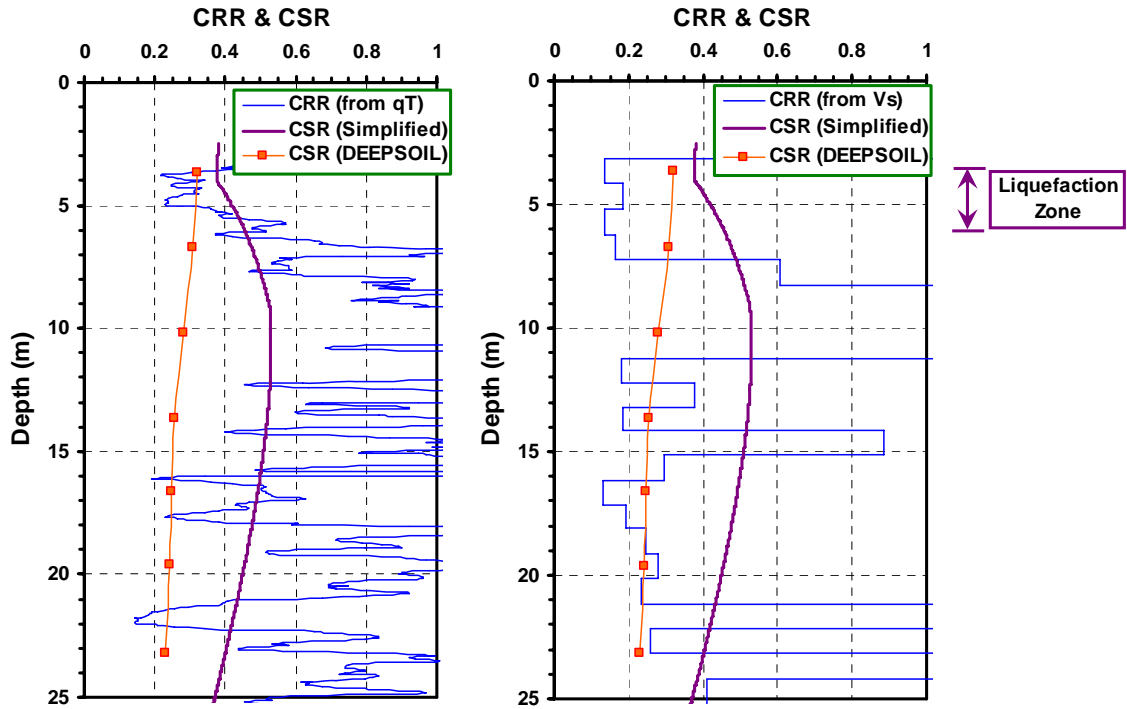 CRR & CSR
0 0.2 0.4 0.6 0.8 1
0
5
10
15
20
25
Depth (m)
CRR (from qT)
CSR (Simplified)
CSR (DEEPSOIL)
CRR & CSR
0 0.2 0.4 0.6 0.8 1
0
5
10
15
20
25
Depth (m)
CRR (from Vs)
CSR (Simplified)
CSR (DEEPSOIL)
Liquefaction
Zone